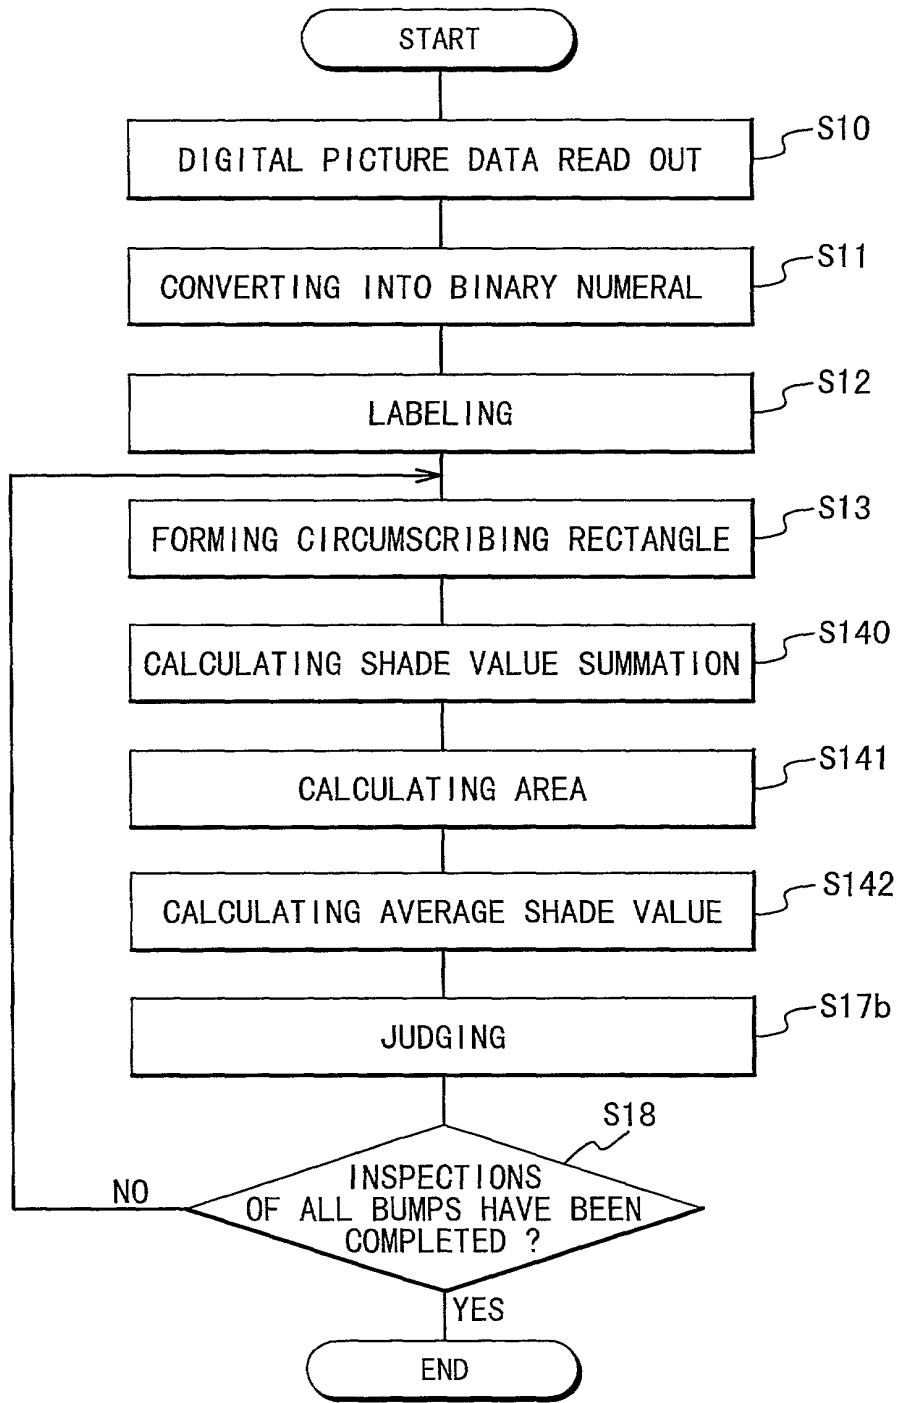 START
S10
DIGITAL PICTURE DATA READ OUT
S11
CONVERTING INTO BINARY NUMERAL
S12
LABELING
S13
FORMING CIRCUMSCRIBING RECTANGLE
S140
CALCULATING SHADE VALUE SUMMATION
S141
CALCULATING AREA
S142
CALCULATING AVERAGE SHADE VALUE
S17b
JUDGING
S18
INSPECTIONS
OF ALL BUMPS HAVE BEEN
COMPLETED ?
NO
YES
END